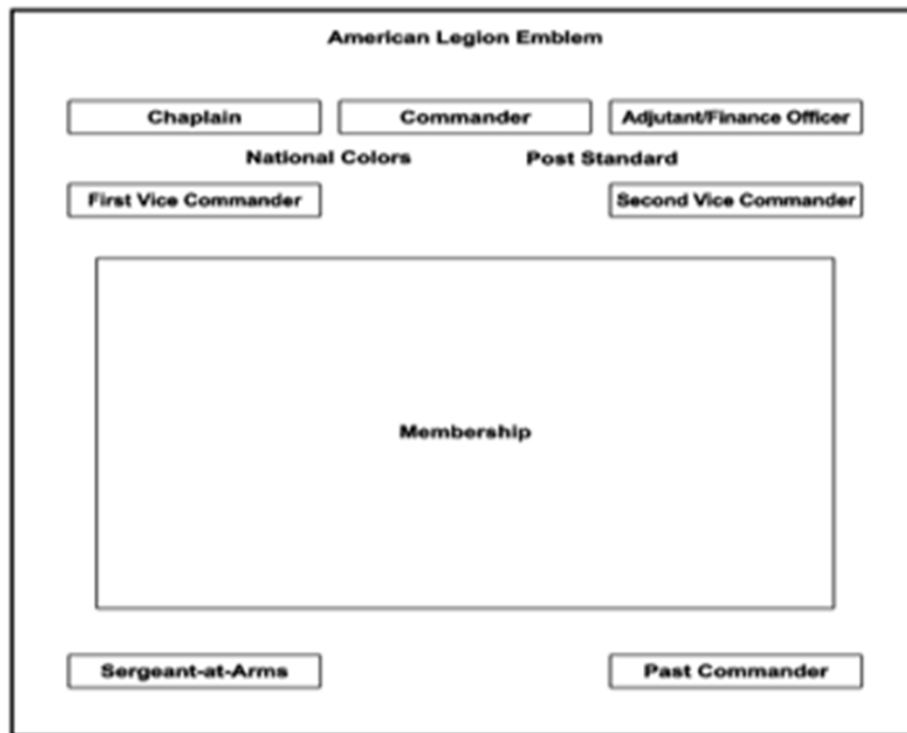 American Legion Emblem
Chaplain Commander Adjutant/Finance Officer
National Colors Post Standard
First Vice Commander Second Vice Commander
Membership
Sergeant-at-Arms Past Commander